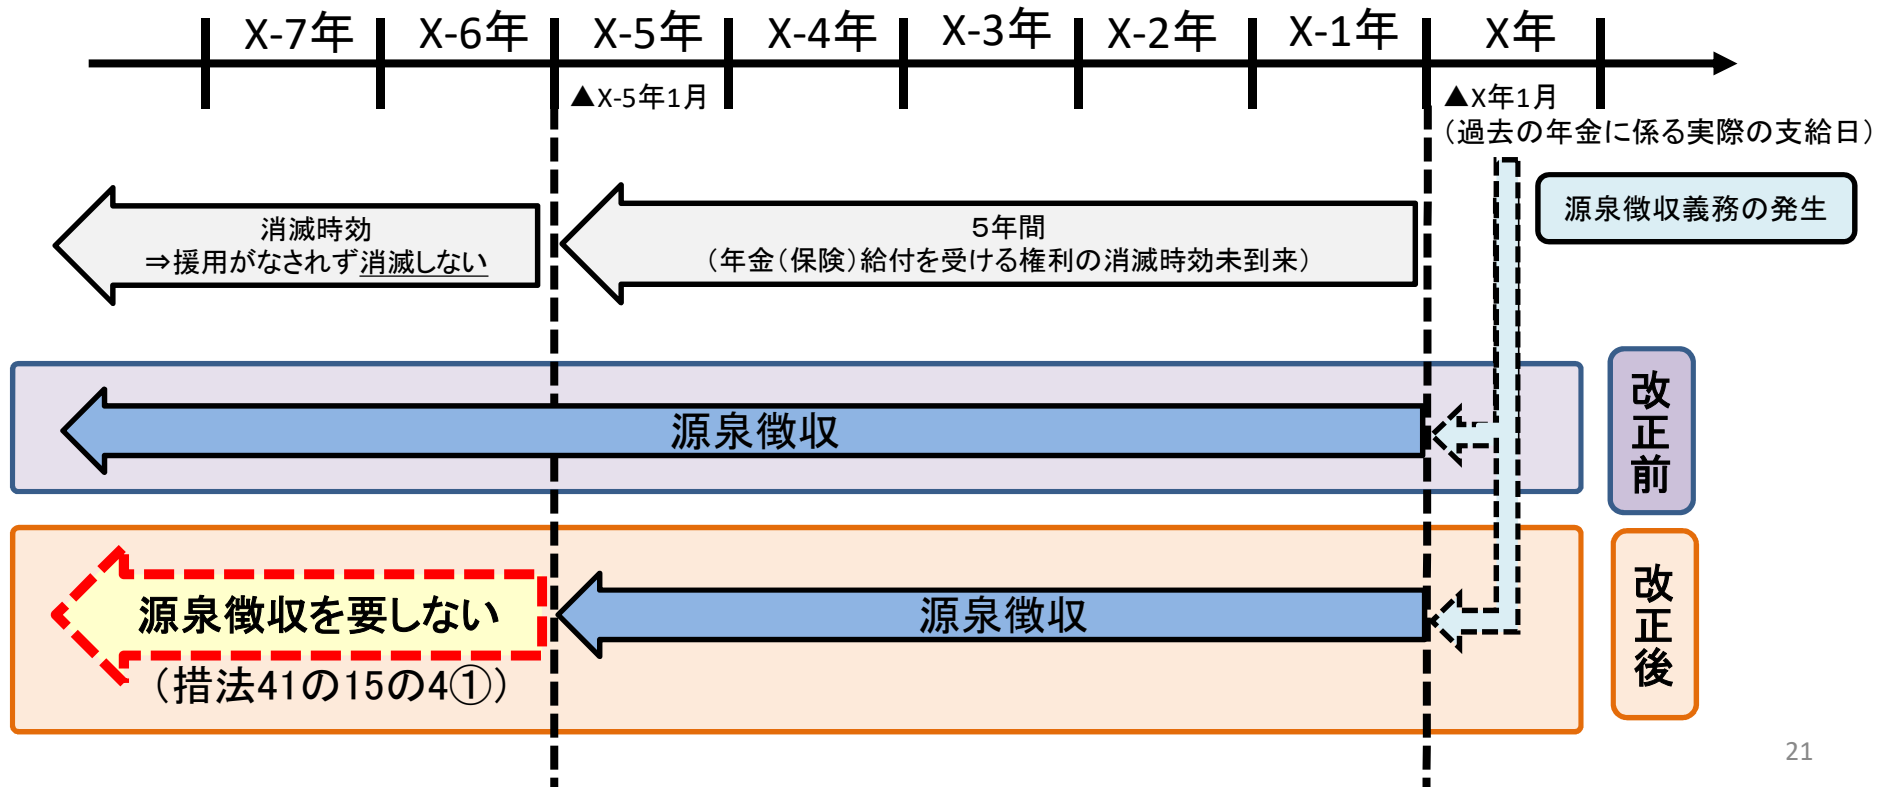 X-7年 X-6年 X-5年 X-4年 X-3年 X-2年 X-1年 X年
▲X-5年1月
▲X年1月
（過去の年金に係る実際の支給日）
源泉徴収義務の発生
消滅時効
⇒援用がなされず消滅しない
５年間
（年金（保険）給付を受ける権利の消滅時効未到来）
源泉徴収
改正前
源泉徴収を要しない
（措法41の15の4①）
源泉徴収
改正後
21